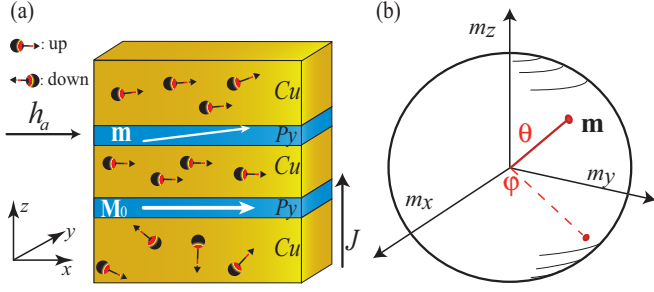 (a)
: up
: down
h_a
Cu
m
Py
Cu
M_0
Py
Cu
J
z
y
x
(b)
m_z
m
θ
φ
m_y
m_x